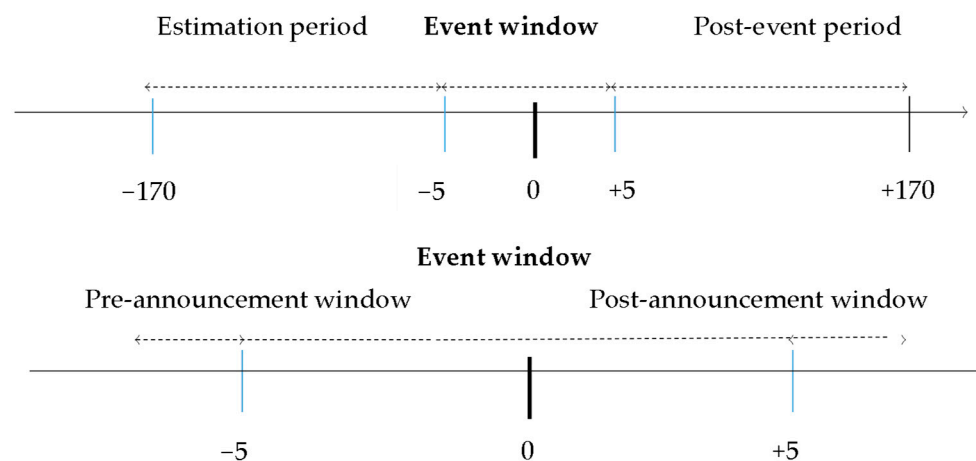 Estimation period Event window Post-event period
−170 −5 0 +5 +170
Event window
Pre-announcement window Post-announcement window
−5 0 +5